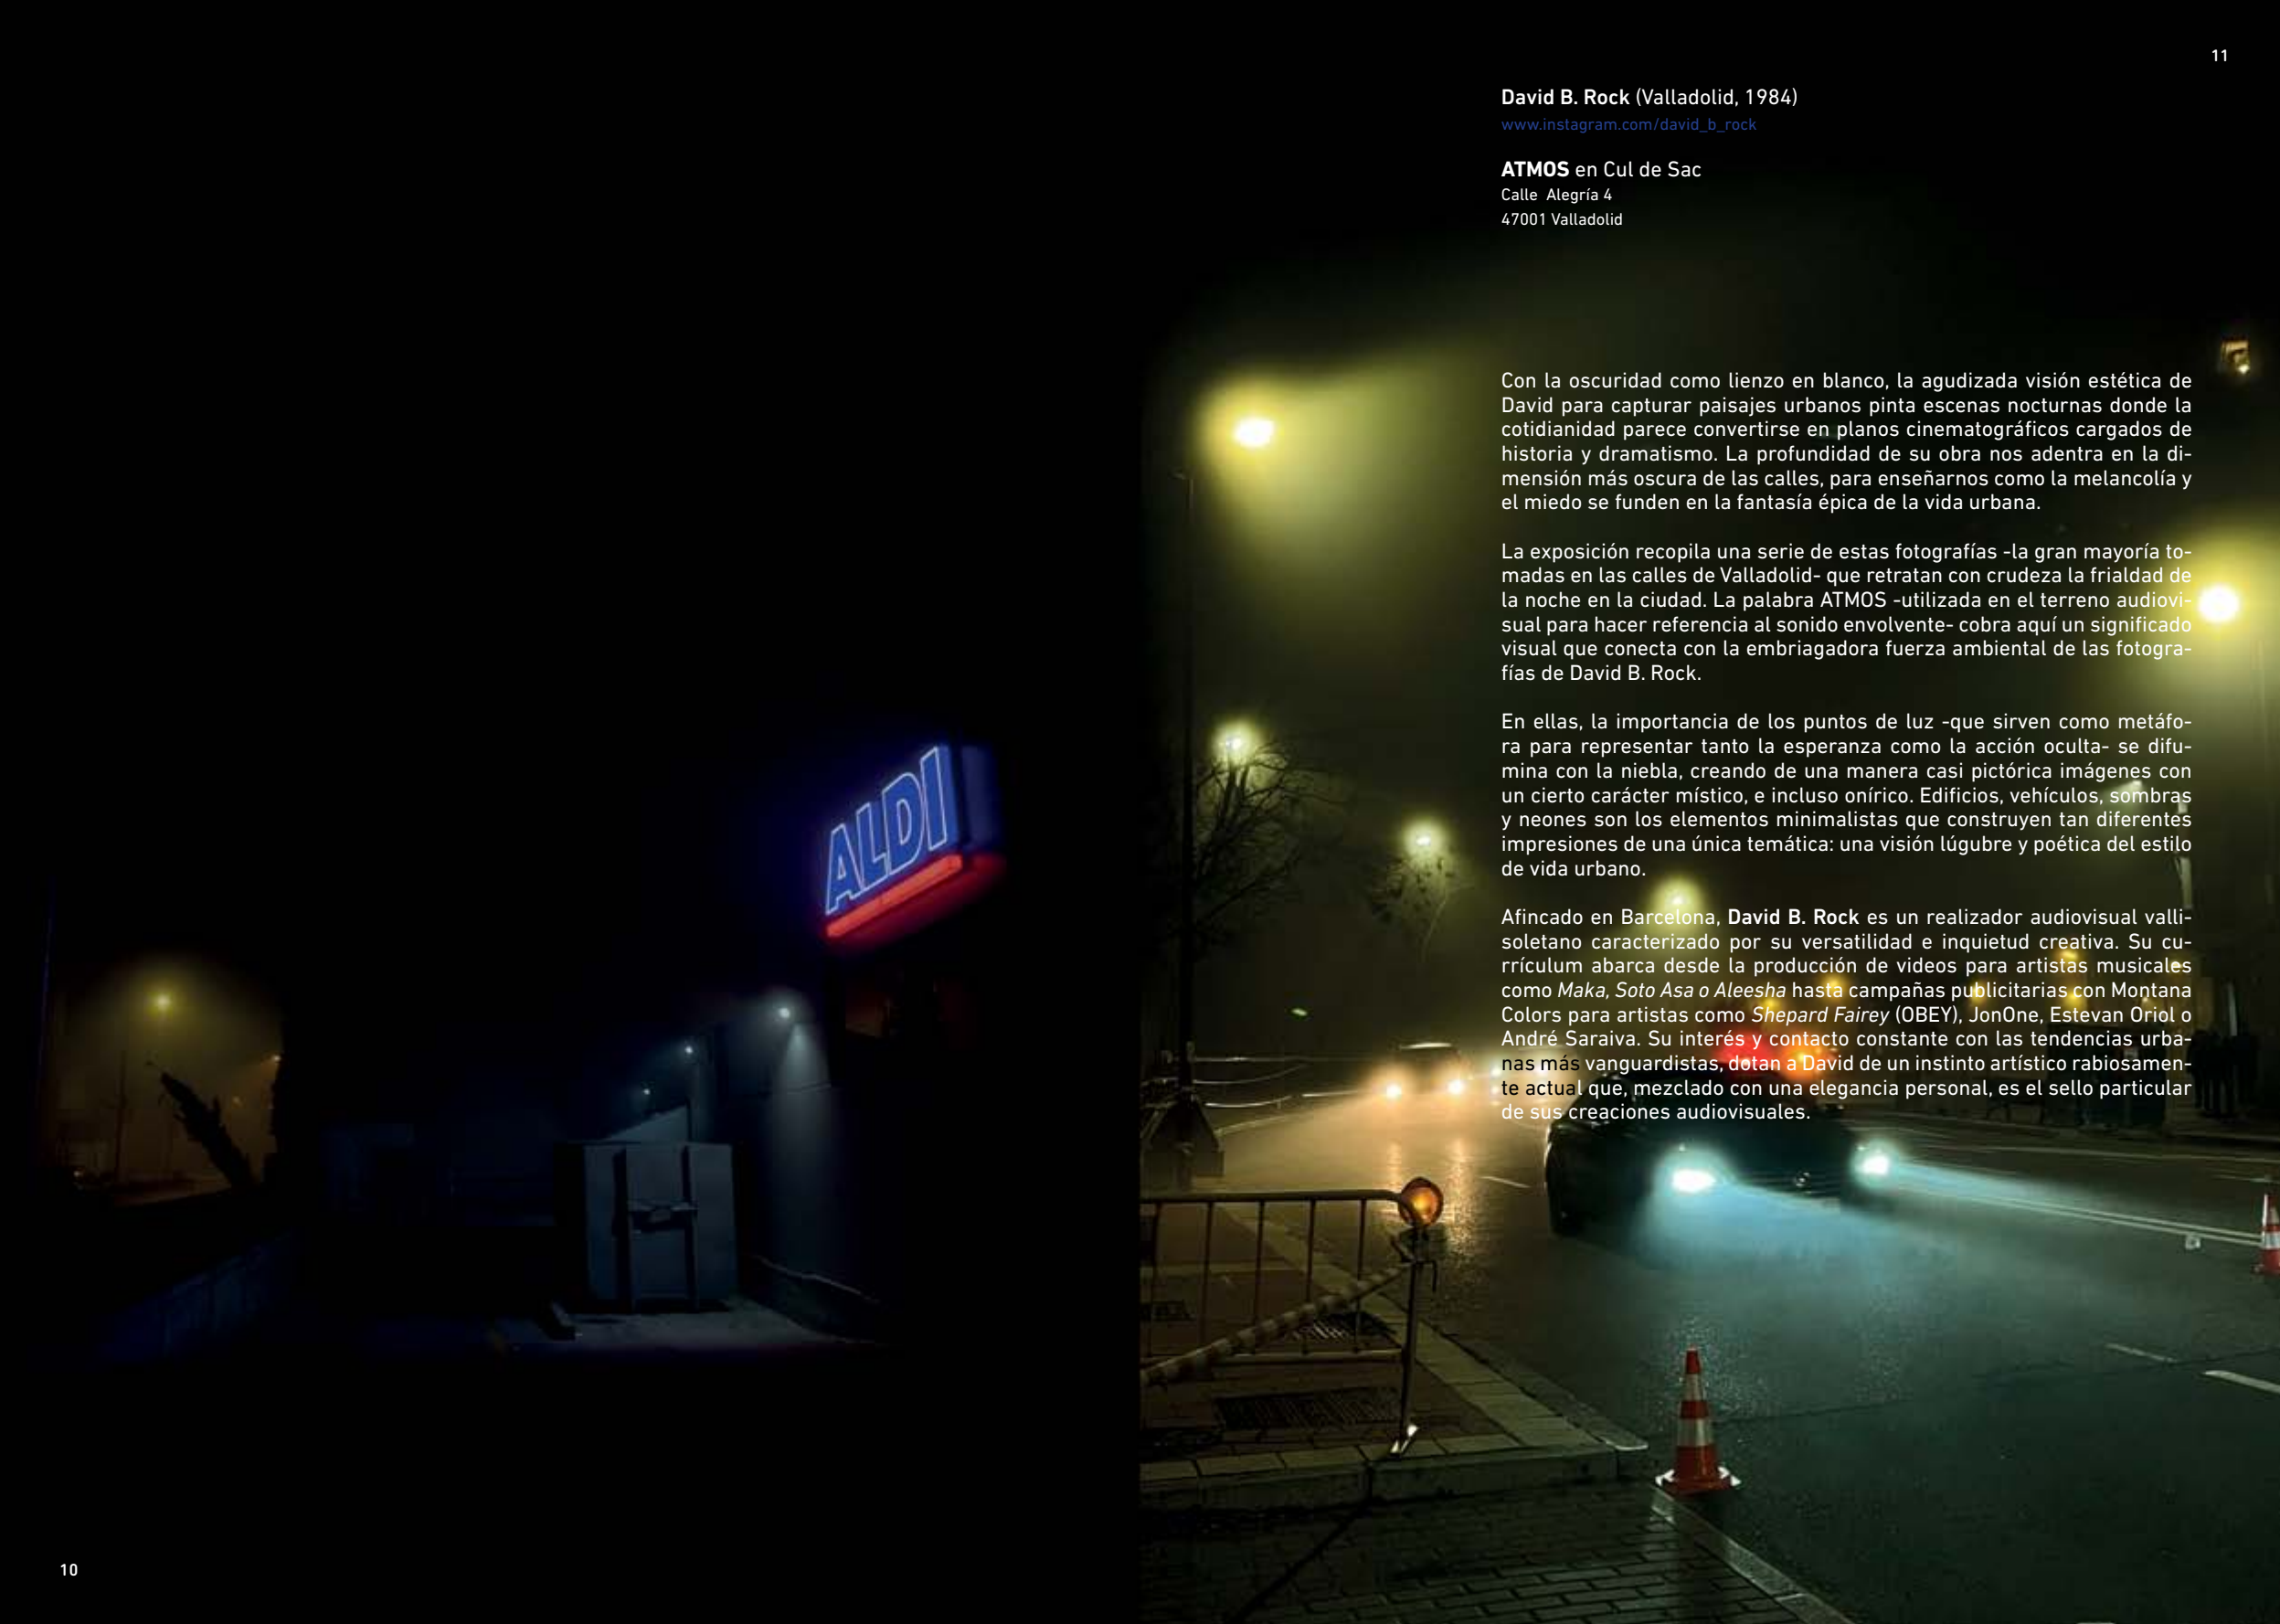 11
David B. Rock (Valladolid, 1984)
www.instagram.com/david_b_rock
ATMOS en Cul de Sac
Calle Alegría 4
47001 Valladolid
Con la oscuridad como lienzo en blanco, la agudizada visión estética de
David para capturar paisajes urbanos pinta escenas nocturnas donde la
cotidianidad parece convertirse en planos cinematográficos cargados de
historia y dramatismo. La profundidad de su obra nos adentra en la di-
mensión más oscura de las calles, para enseñarnos como la melancolía y
el miedo se funden en la fantasía épica de la vida urbana.
La exposición recopila una serie de estas fotografías -la gran mayoría to-
madas en las calles de Valladolid- que retratan con crudeza la frialdad de
la noche en la ciudad. La palabra ATMOS -utilizada en el terreno audiovi-
sual para hacer referencia al sonido envolvente- cobra aquí un significado
visual que conecta con la embriagadora fuerza ambiental de las fotogra-
fías de David B. Rock.
En ellas, la importancia de los puntos de luz -que sirven como metáfo-
ra para representar tanto la esperanza como la acción oculta- se difu-
mina con la niebla, creando de una manera casi pictórica imágenes con
un cierto carácter místico, e incluso onírico. Edificios, vehículos, sombras
y neones son los elementos minimalistas que construyen tan diferentes
impresiones de una única temática: una visión lúgubre y poética del estilo
de vida urbano.
Afincado en Barcelona, David B. Rock es un realizador audiovisual valli-
soletano caracterizado por su versatilidad e inquietud creativa. Su cu-
rrículum abarca desde la producción de videos para artistas musicales
como Maka, Soto Asa o Aleesha hasta campañas publicitarias con Montana
Colors para artistas como Shepard Fairey (OBEY), JonOne, Estevan Oriol o
André Saraiva. Su interés y contacto constante con las tendencias urba-
nas más vanguardistas, dotan a David de un instinto artístico rabiosamen-
te actual que, mezclado con una elegancia personal, es el sello particular
de sus creaciones audiovisuales.
ALDI
10